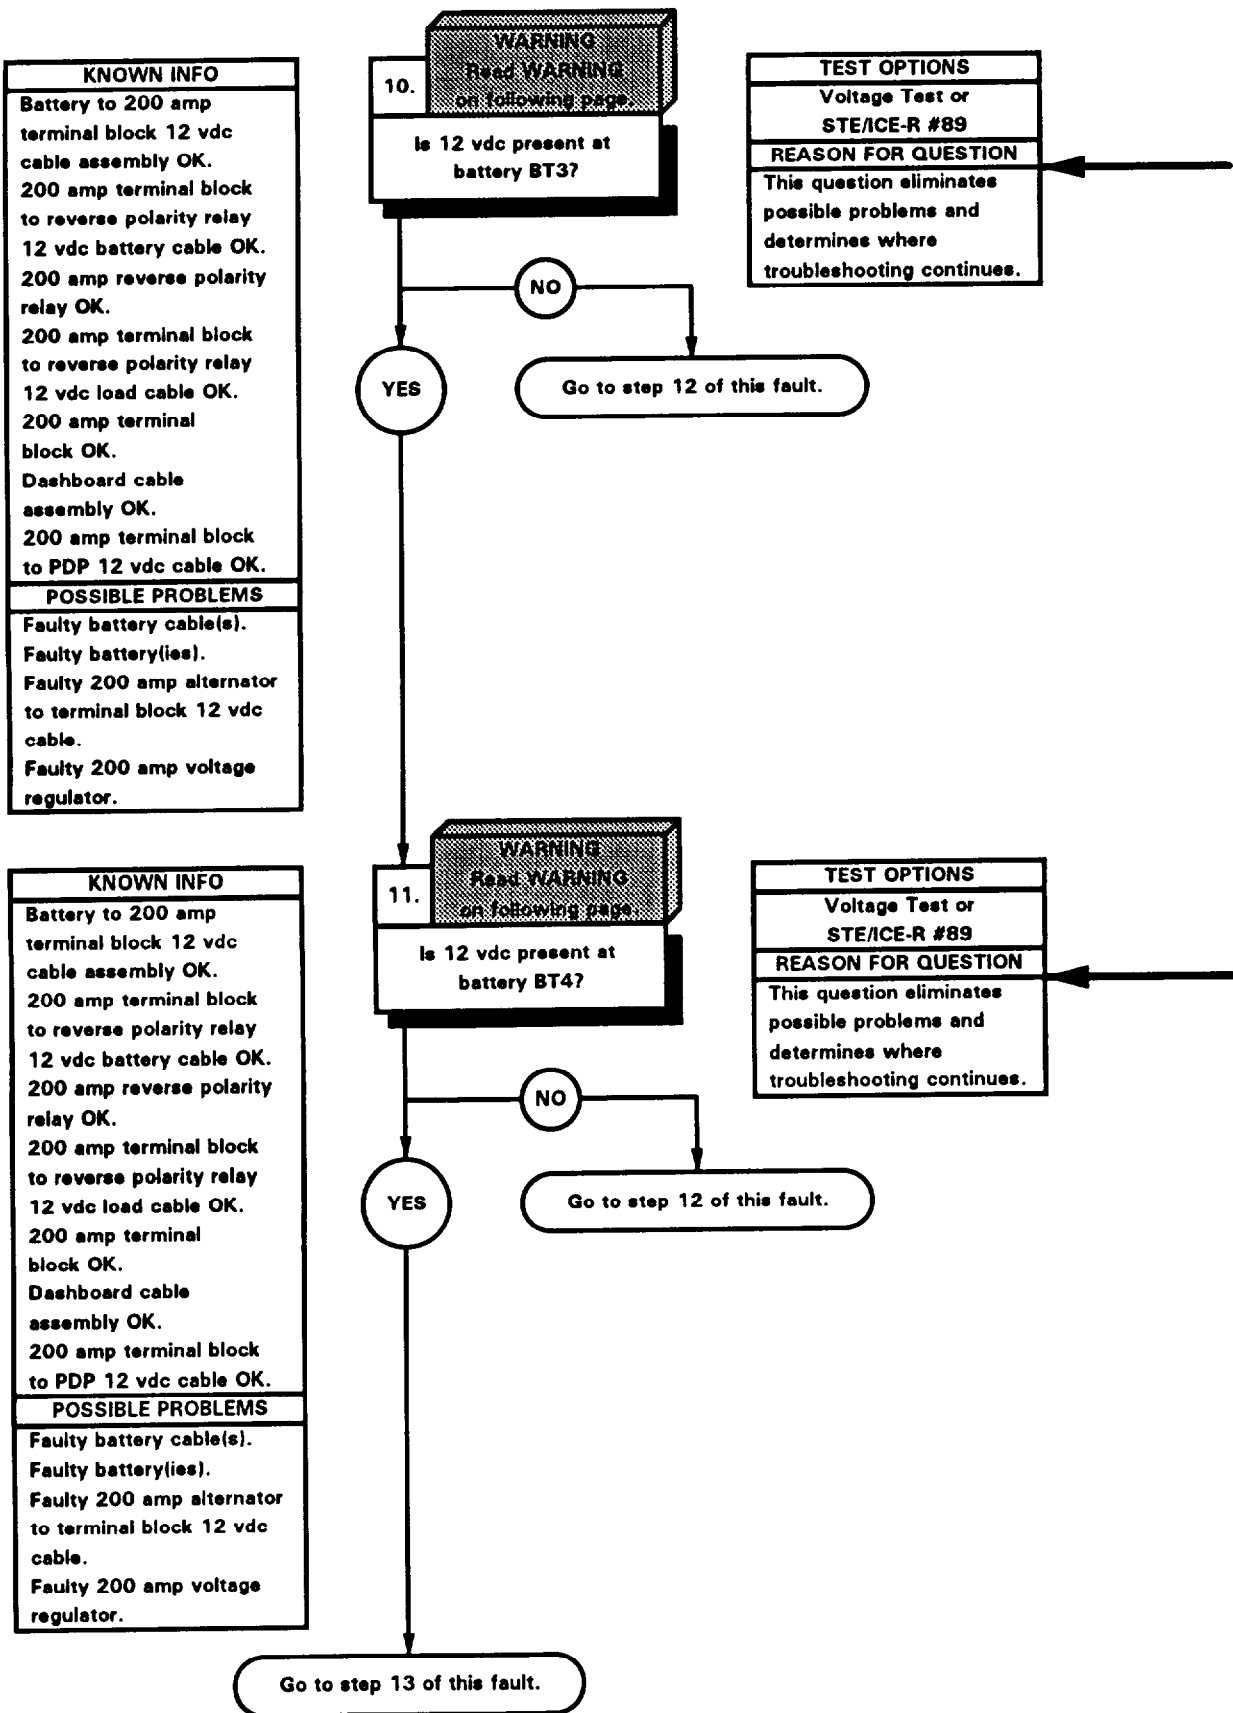 KNOWN INFO
Battery to 200 amp
terminal block 12 vdc
cable assembly OK.
200 amp terminal block
to reverse polarity relay
12 vdc battery cable OK.
200 amp reverse polarity
relay OK.
200 amp terminal block
to reverse polarity relay
12 vdc load cable OK.
200 amp terminal
block OK.
Dashboard cable
assembly OK.
200 amp terminal block
to PDP 12 vdc cable OK.
POSSIBLE PROBLEMS
Faulty battery cable(s).
Faulty battery(ies).
Faulty 200 amp alternator
to terminal block 12 vdc
cable.
Faulty 200 amp voltage
regulator.
10.
WARNING
Read WARNING
on following page.
Is 12 vdc present at
battery BT3?
NO
YES
Go to step 12 of this fault.
TEST OPTIONS
Voltage Test or
STE/ICE-R #89
REASON FOR QUESTION
This question eliminates
possible problems and
determines where
troubleshooting continues.
KNOWN INFO
Battery to 200 amp
terminal block 12 vdc
cable assembly OK.
200 amp terminal block
to reverse polarity relay
12 vdc battery cable OK.
200 amp reverse polarity
relay OK.
200 amp terminal block
to reverse polarity relay
12 vdc load cable OK.
200 amp terminal
block OK.
Dashboard cable
assembly OK.
200 amp terminal block
to PDP 12 vdc cable OK.
POSSIBLE PROBLEMS
Faulty battery cable(s).
Faulty battery(ies).
Faulty 200 amp alternator
to terminal block 12 vdc
cable.
Faulty 200 amp voltage
regulator.
11.
WARNING
Read WARNING
on following page.
Is 12 vdc present at
battery BT4?
NO
YES
Go to step 12 of this fault.
TEST OPTIONS
Voltage Test or
STE/ICE-R #89
REASON FOR QUESTION
This question eliminates
possible problems and
determines where
troubleshooting continues.
Go to step 13 of this fault.